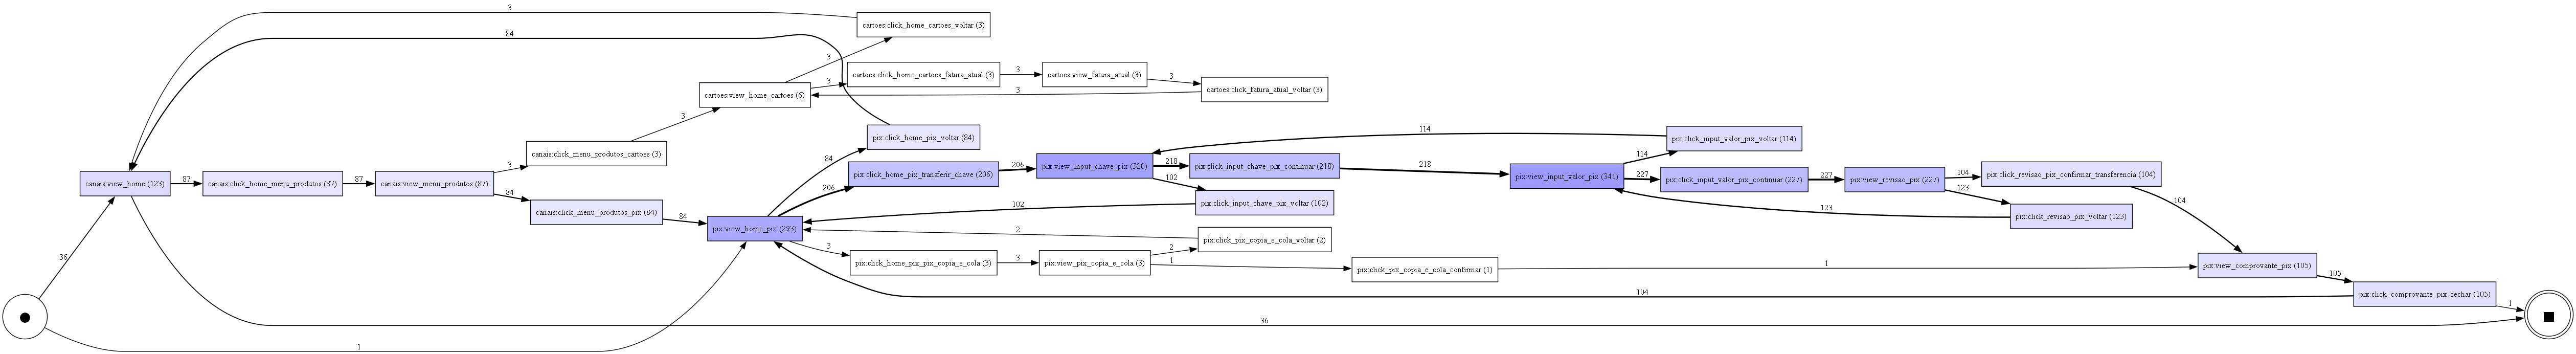 3
cartoes:click_home_cartoes_voltar (3)
84
3
cartoes:click_home_cartoes_fatura_atual (3)
3
cartoes:view_fatura_atual (3)
3
cartoes:click_fatura_atual_voltar (3)
3
cartoes:view_home_cartoes (6)
3
3
canais:click_menu_produtos_cartoes (3)
3
pix:click_home_pix_voltar (84)
84
114
pix:click_input_valor_pix_voltar (114)
114
canais:view_home (123)
87
canais:click_home_menu_produtos (87)
87
canais:view_menu_produtos (87)
84
canais:click_menu_produtos_pix (84)
84
pix:view_home_pix (293)
206
pix:click_home_pix_transferir_chave (206)
206
pix:view_input_chave_pix (320)
218
pix:click_input_chave_pix_continuar (218)
218
pix:view_input_valor_pix (341)
227
pix:click_input_valor_pix_continuar (227)
227
pix:view_revisao_pix (227)
104
pix:click_revisao_pix_confirmar_transferencia (104)
104
123
pix:click_revisao_pix_voltar (123)
123
102
pix:click_input_chave_pix_voltar (102)
102
2
pix:click_pix_copia_e_cola_voltar (2)
3
pix:click_home_pix_pix_copia_e_cola (3)
3
pix:view_pix_copia_e_cola (3)
2
1
pix:click_pix_copia_e_cola_confirmar (1)
1
pix:view_comprovante_pix (105)
105
pix:click_comprovante_pix_fechar (105)
104
1
36
36
1